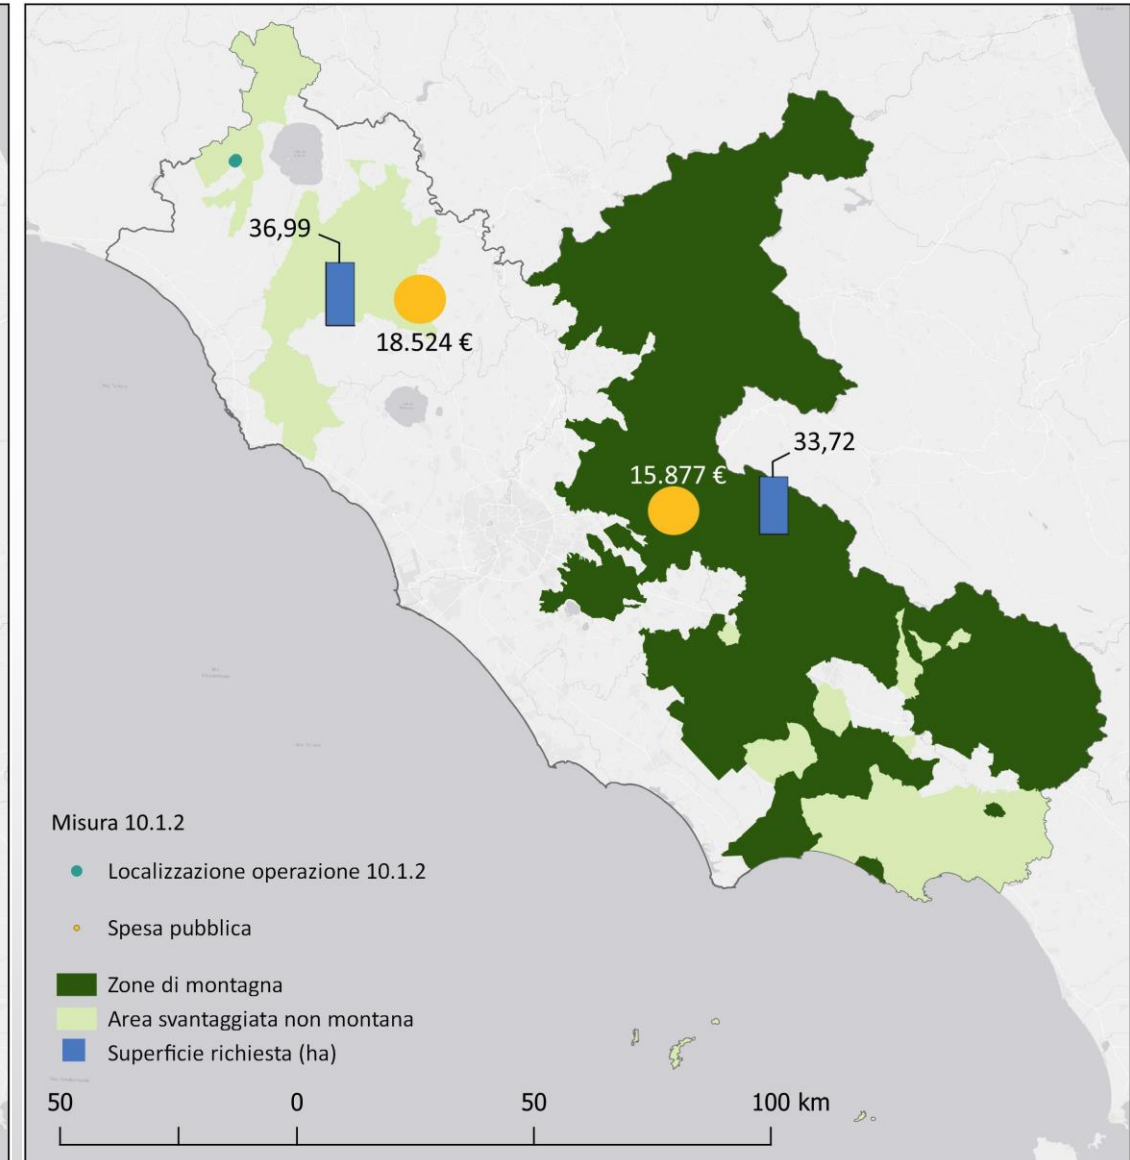 36,99
18.524 €
33,72
15.877 €
Misura 10.1.2
Localizzazione operazione 10.1.2
Spesa pubblica
Zone di montagna
Area svantaggiata non montana
Superficie richiesta (ha)
50 0 50 100 km